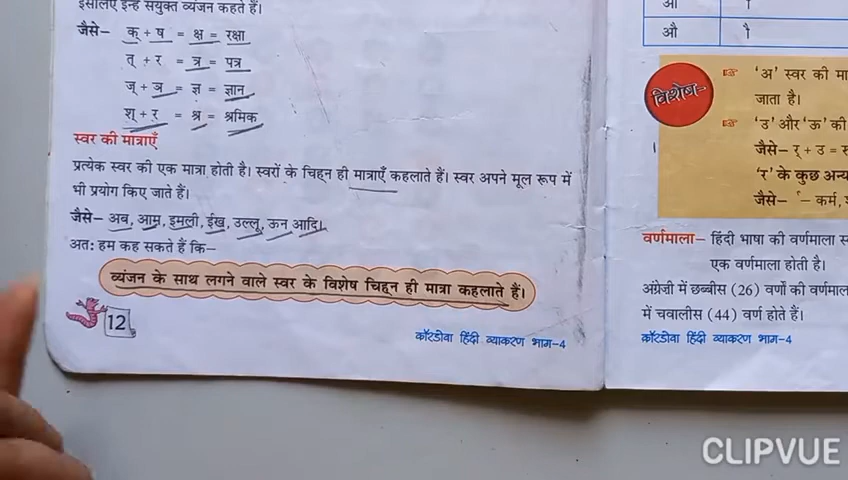 इसलिए इन्हें संयुक्त व्यंजन कहते हैं।
जैसे– क् + ष = क्ष = रक्षा
त् + र = त्र = पत्र
ज् + ञ = ज्ञ = ज्ञान
श् + र = श्र = श्रमिक
स्वर की मात्राएँ
प्रत्येक स्वर की एक मात्रा होती है। स्वरों के चिह्न ही मात्राएँ कहलाते हैं। स्वर अपने मूल रूप में
भी प्रयोग किए जाते हैं।
जैसे– अब, आम, इमली, ईख, उल्लू, ऊन आदि।
अतः हम कह सकते हैं कि–
व्यंजन के साथ लगने वाले स्वर के विशेष चिह्न ही मात्रा कहलाते हैं।
12
कॉरडोवा हिंदी व्याकरण भाग-4
ओ ो
औ ौ
विशेष–
'अ' स्वर की
जाता है।
'उ' और 'ऊ' की
जैसे– र् + उ =
'र' के कुछ अन्य
जैसे– – कर्म,
वर्णमाला– हिंदी भाषा की वर्णमाला
एक वर्णमाला होती है।
अंग्रेजी में छब्बीस (26) वर्णों की
में चवालीस (44) वर्ण होते हैं।
कॉरडोवा हिंदी व्याकरण भाग-4
CLIPVUE